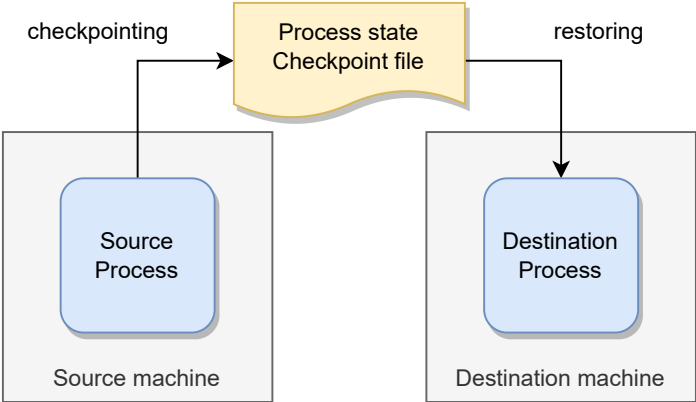 checkpointing
Process state
Checkpoint file
restoring
Source
Process
Destination
Process
Source machine
Destination machine